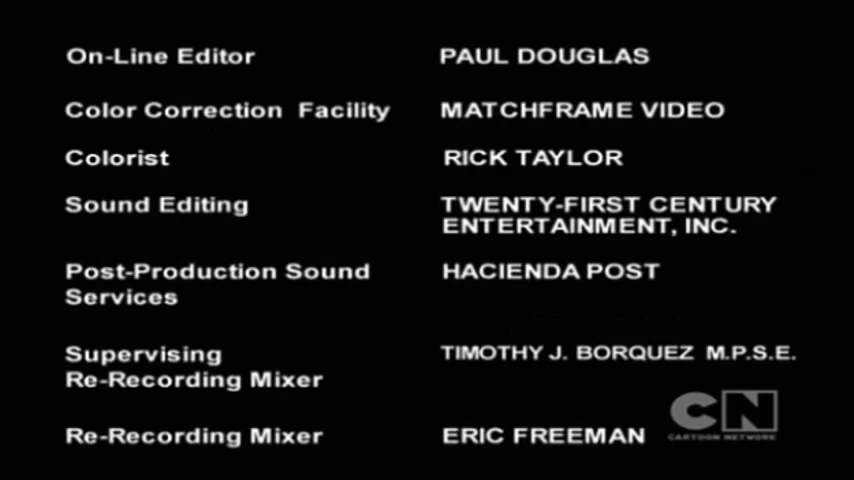 On-Line Editor PAUL DOUGLAS
Color Correction Facility MATCHFRAME VIDEO
Colorist RICK TAYLOR
Sound Editing TWENTY-FIRST CENTURY
ENTERTAINMENT, INC.
Post-Production Sound HACIENDA POST
Services
Supervising TIMOTHY J. BORQUEZ M.P.S.E.
Re-Recording Mixer
Re-Recording Mixer ERIC FREEMAN
CN
CARTOON NETWORK